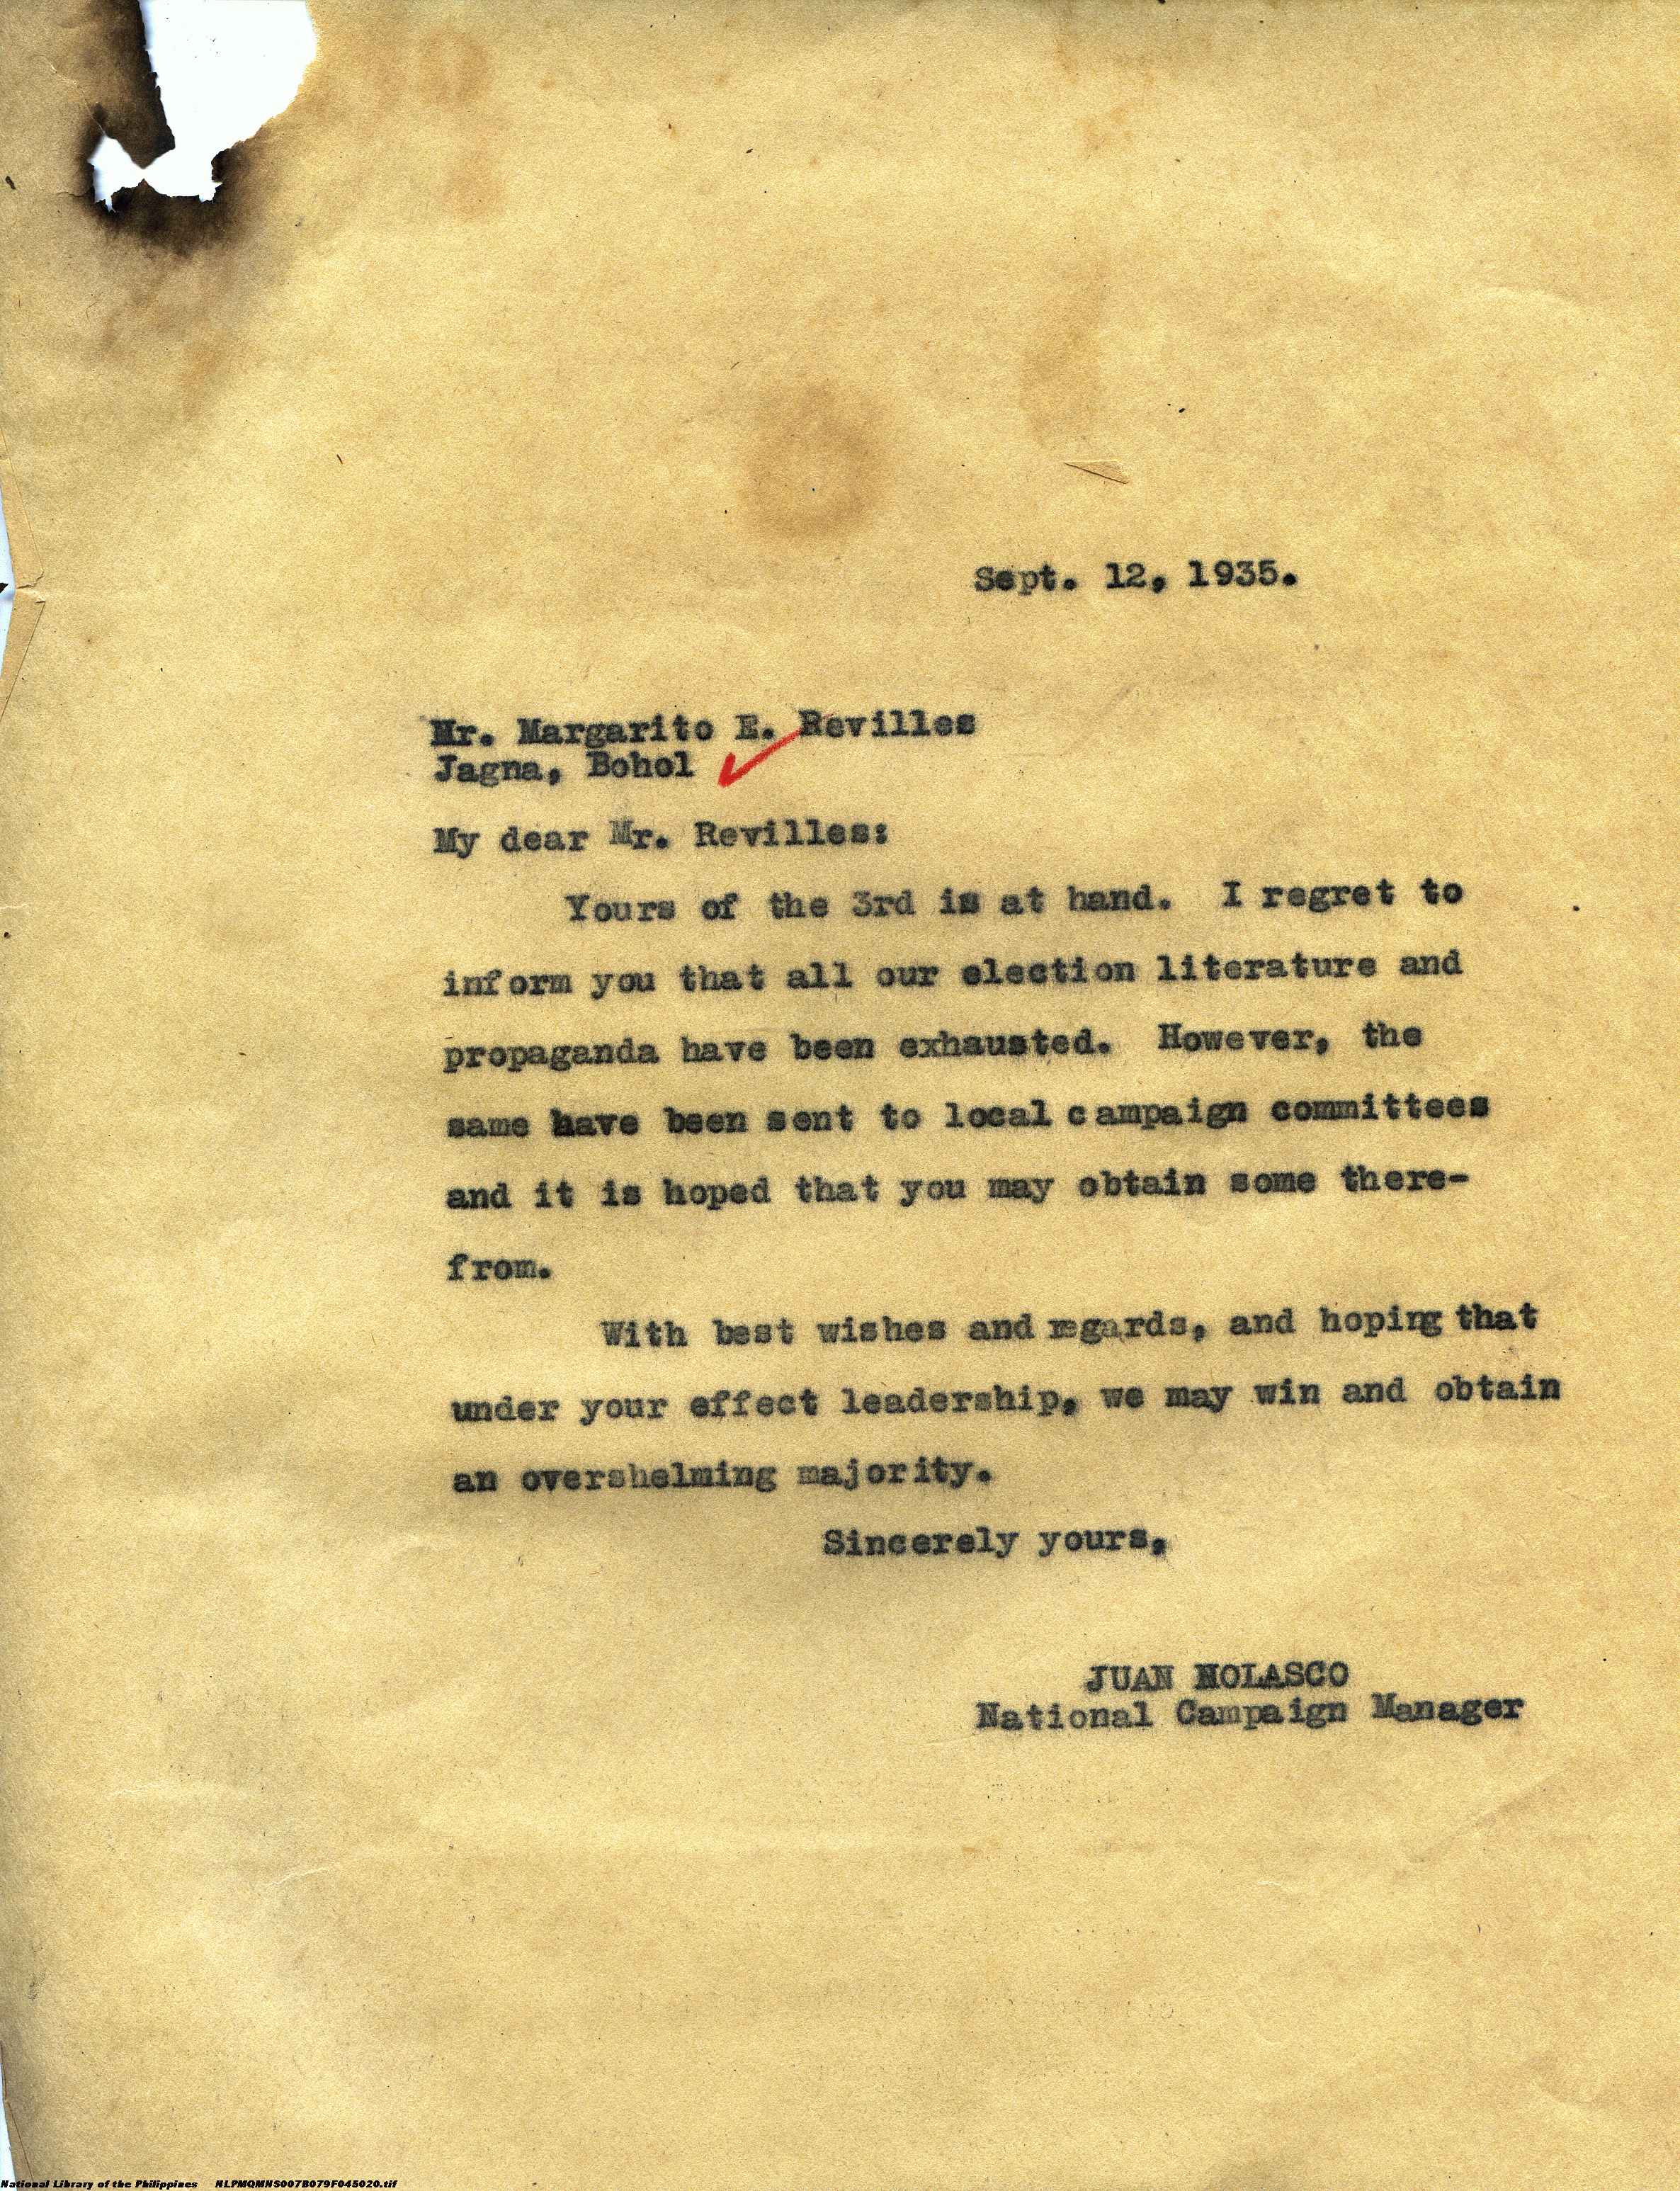 Sept. 12, 1935.
Mr. Margarito E. Revilles
Jagna, Bohol
My dear Mr. Revilles:
Yours of the 3rd is at hand. I regret to
inform you that all our election literature and
propaganda have been exhausted. However, the
same have been sent to local campaign committees
and it is hoped that you may obtain some there-
from.
With best wishes and regards, and hoping that
under your effect leadership, we may win and obtain
an overshelming majority.
Sincerely yours,
JUAN NOLASCO
National Campaign Manager
National Library of the Philippines NLPMQMNS007B079F045020.tif